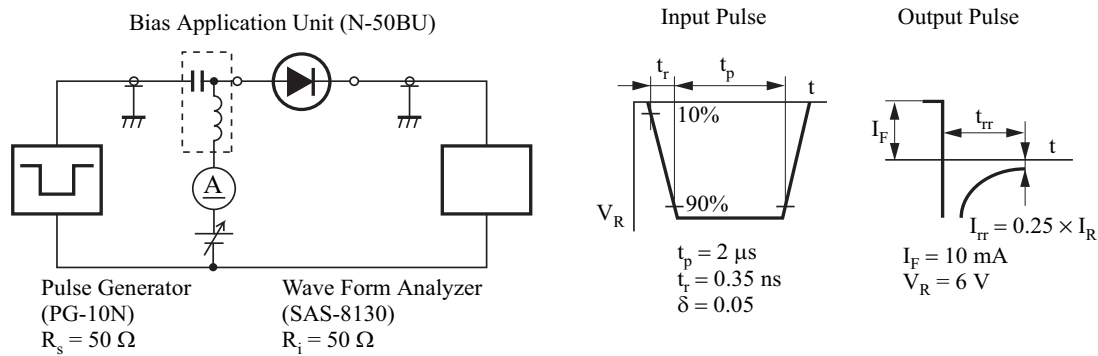 Bias Application Unit (N-50BU)
A
Pulse Generator
(PG-10N)
R_s = 50 Ω
Wave Form Analyzer
(SAS-8130)
R_i = 50 Ω
Input Pulse
t_r
t_p
t
10%
90%
V_R
t_p = 2 μs
t_r = 0.35 ns
δ = 0.05
Output Pulse
I_F
t_rr
t
I_rr = 0.25 × I_R
I_F = 10 mA
V_R = 6 V